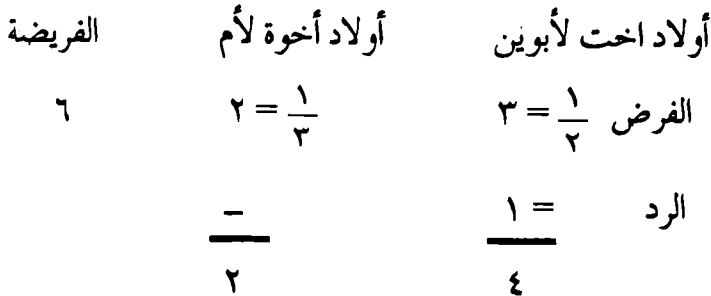 أولاد اخت لأبوين أولاد أخوة لأم الفريضة
الفرض ١/٢ = ٣ ١/٣ = ٢ ٦
الرد = ١ –
٤ ٢